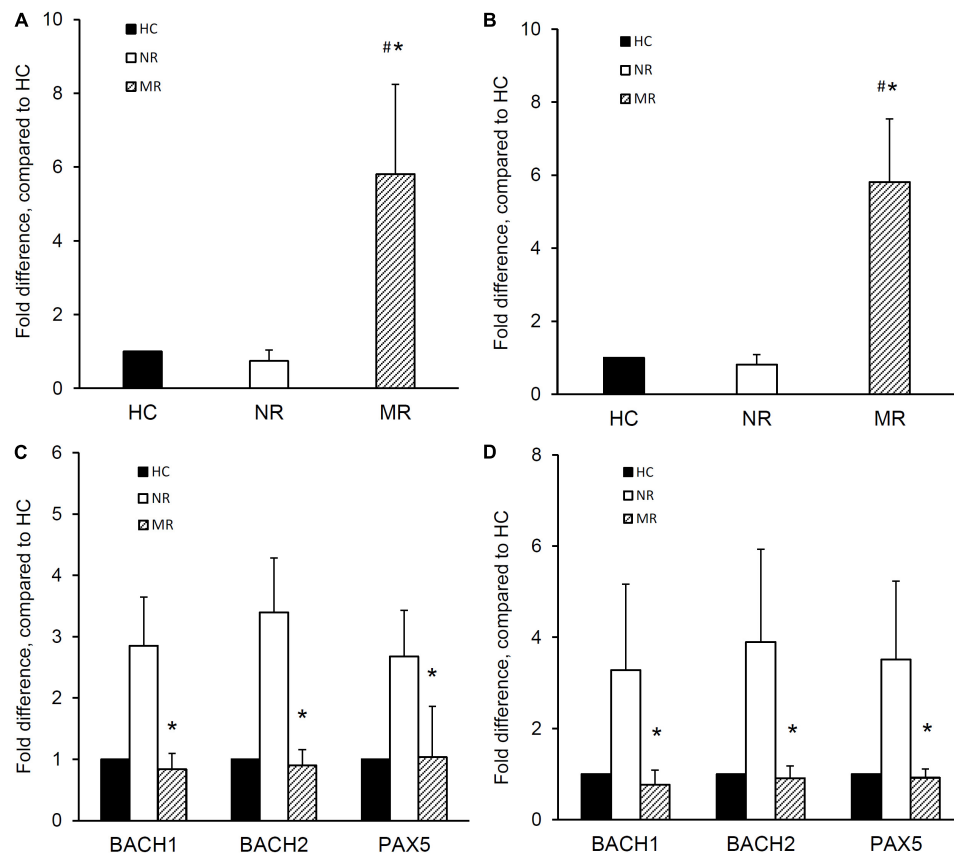 A
Fold difference, compared to HC
10
8
6
4
2
0
HC
NR
MR
#*
HC NR MR
B
Fold difference, compared to HC
10
8
6
4
2
0
HC
NR
MR
#*
HC NR MR
C
Fold difference, compared to HC
6
5
4
3
2
1
0
HC
NR
MR
* * *
BACH1 BACH2 PAX5
D
Fold difference, compared to HC
8
6
4
2
0
HC
NR
MR
* * *
BACH1 BACH2 PAX5